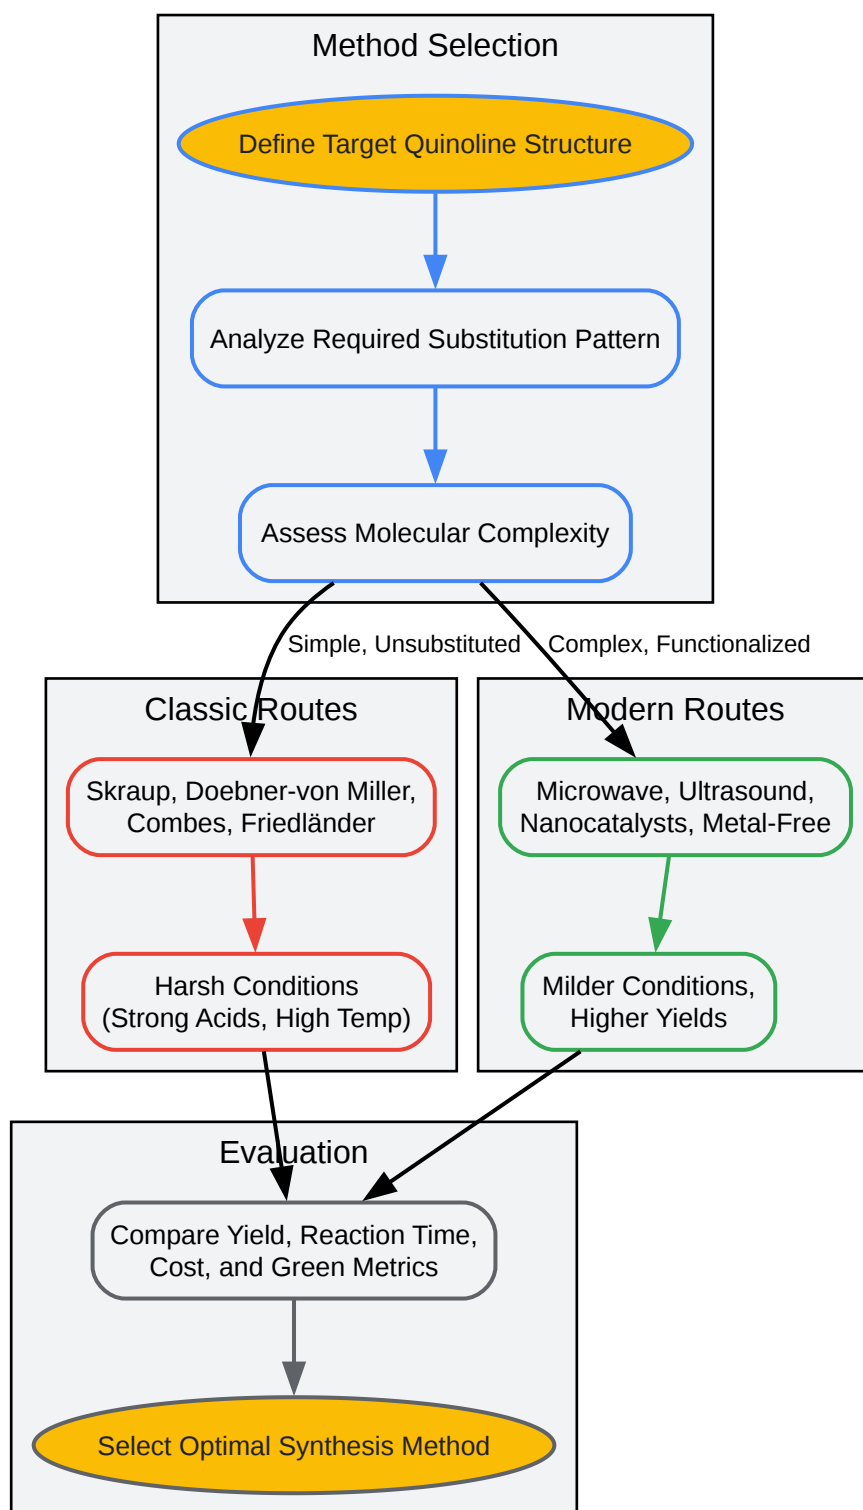 Method Selection
Define Target Quinoline Structure
Analyze Required Substitution Pattern
Assess Molecular Complexity
Simple, Unsubstituted
Complex, Functionalized
Classic Routes
Skraup, Doebner-von Miller,
Combes, Friedländer
Harsh Conditions
(Strong Acids, High Temp)
Modern Routes
Microwave, Ultrasound,
Nanocatalysts, Metal-Free
Milder Conditions,
Higher Yields
Evaluation
Compare Yield, Reaction Time,
Cost, and Green Metrics
Select Optimal Synthesis Method